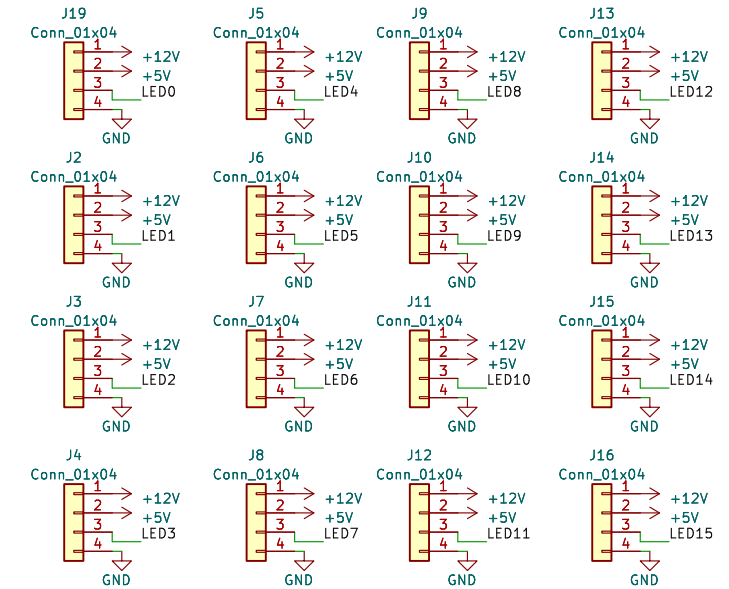 J19 J5 J9 J13
Conn_01x04 Conn_01x04 Conn_01x04 Conn_01x04
1 +12V 1 +12V 1 +12V 1 +12V
2 +5V 2 +5V 2 +5V 2 +5V
3 LED0 3 LED4 3 LED8 3 LED12
4 4 4 4
GND GND GND GND
J2 J6 J10 J14
Conn_01x04 Conn_01x04 Conn_01x04 Conn_01x04
1 +12V 1 +12V 1 +12V 1 +12V
2 +5V 2 +5V 2 +5V 2 +5V
3 LED1 3 LED5 3 LED9 3 LED13
4 4 4 4
GND GND GND GND
J3 J7 J11 J15
Conn_01x04 Conn_01x04 Conn_01x04 Conn_01x04
1 +12V 1 +12V 1 +12V 1 +12V
2 +5V 2 +5V 2 +5V 2 +5V
3 LED2 3 LED6 3 LED10 3 LED14
4 4 4 4
GND GND GND GND
J4 J8 J12 J16
Conn_01x04 Conn_01x04 Conn_01x04 Conn_01x04
1 +12V 1 +12V 1 +12V 1 +12V
2 +5V 2 +5V 2 +5V 2 +5V
3 LED3 3 LED7 3 LED11 3 LED15
4 4 4 4
GND GND GND GND